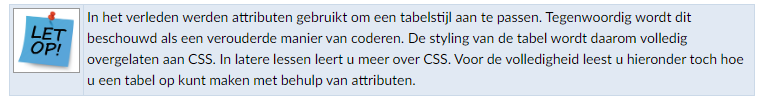 LET
OP!
In het verleden werden attributen gebruikt om een tabelstijl aan te passen. Tegenwoordig wordt dit
beschouwd als een verouderde manier van coderen. De styling van de tabel wordt daarom volledig
overgelaten aan CSS. In latere lessen leert u meer over CSS. Voor de volledigheid leest u hieronder toch hoe
u een tabel op kunt maken met behulp van attributen.